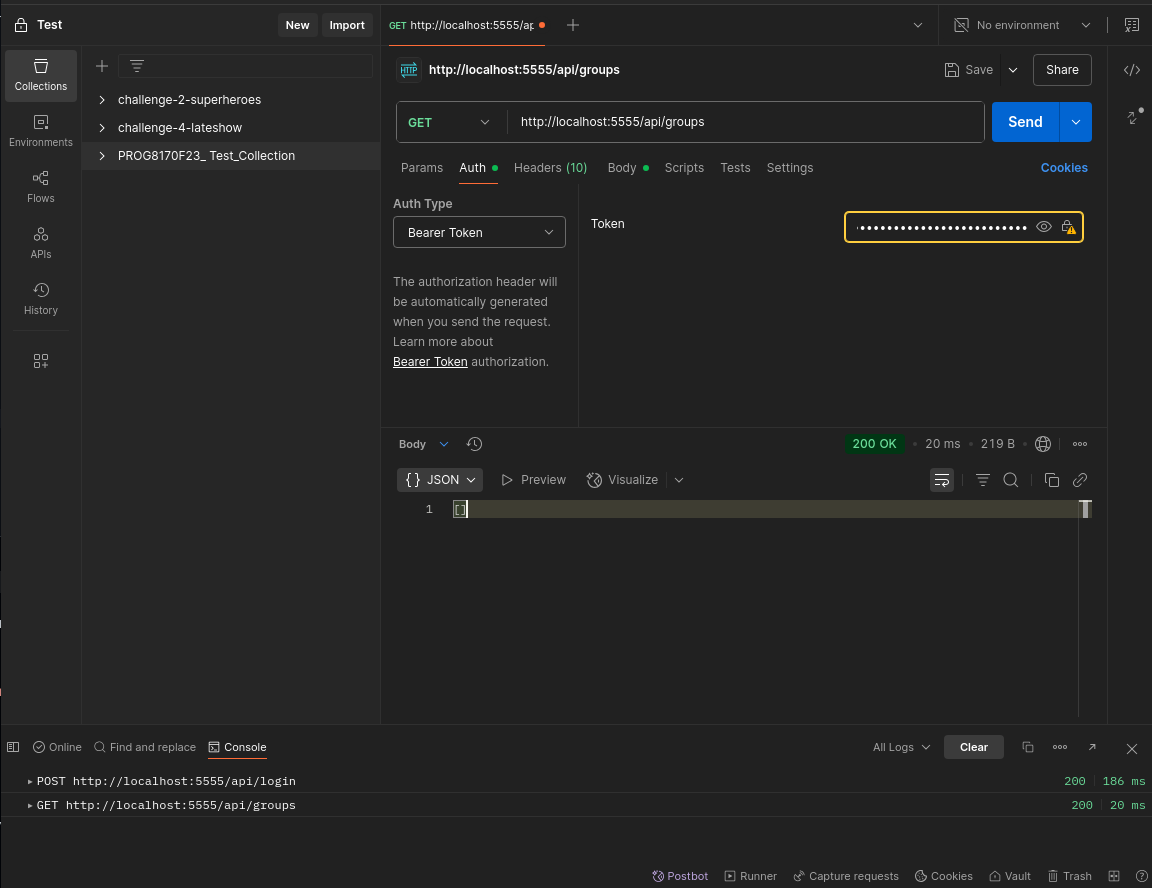 Test
New
Import
GET http://localhost:5555/ap
No environment
Collections
Environments
Flows
APIs
History
challenge-2-superheroes
challenge-4-lateshow
PROG8170F23_ Test_Collection
HTTP http://localhost:5555/api/groups
Save
Share
GET
http://localhost:5555/api/groups
Send
Params
Auth
Headers (10)
Body
Scripts
Tests
Settings
Cookies
Auth Type
Bearer Token
The authorization header will
be automatically generated
when you send the request.
Learn more about
Bearer Token authorization.
Token
Body
200 OK • 20 ms • 219 B
{} JSON
Preview
Visualize
1 []
Online
Find and replace
Console
All Logs
Clear
POST http://localhost:5555/api/login 200 186 ms
GET http://localhost:5555/api/groups 200 20 ms
Postbot
Runner
Capture requests
Cookies
Vault
Trash